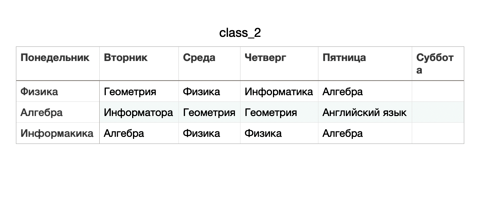 class_2
Понедельник Вторник Среда Четверг Пятница Суббот
а
Физика Геометрия Физика Информатика Алгебра
Алгебра Информатора Геометрия Геометрия Английский язык
Информакика Алгебра Физика Физика Алгебра